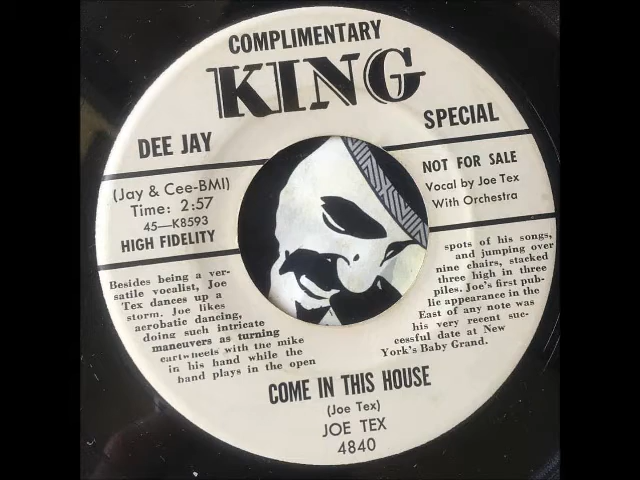 COMPLIMENTARY
KING
DEE JAY
SPECIAL
(Jay & Cee-BMI)
Time: 2:57
45—K8593
HIGH FIDELITY
NOT FOR SALE
Vocal by Joe Tex
With Orchestra
Besides being a ver-
satile vocalist, Joe
Tex dances up a
storm. Joe likes
aerobatic dancing,
doing such intricate
maneuvers as turning
cartwheels with the mike
in his hand while the
band plays in the open
spots of his songs,
and jumping over
nine chairs, stacked
three high in three
piles. Joe's first pub-
lic appearance in the
East of any note was
his very recent suc-
cessful date at New
York's Baby Grand.
COME IN THIS HOUSE
(Joe Tex)
JOE TEX
4840